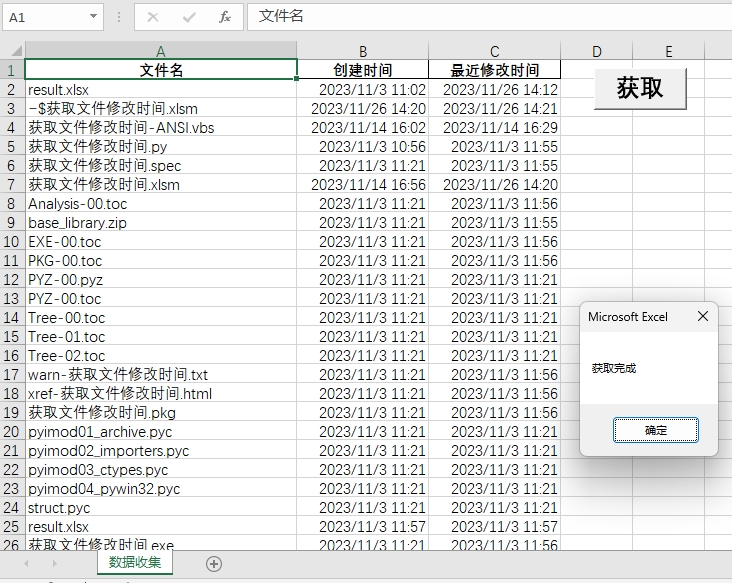 A1 fx 文件名
A B C D E
1 文件名 创建时间 最近修改时间
获取
2 result.xlsx 2023/11/3 11:02 2023/11/26 14:12
3 ~$获取文件修改时间.xlsm 2023/11/26 14:20 2023/11/26 14:21
4 获取文件修改时间-ANSI.vbs 2023/11/14 16:02 2023/11/14 16:29
5 获取文件修改时间.py 2023/11/3 10:56 2023/11/3 11:55
6 获取文件修改时间.spec 2023/11/3 11:21 2023/11/3 11:55
7 获取文件修改时间.xlsm 2023/11/14 16:56 2023/11/26 14:20
8 Analysis-00.toc 2023/11/3 11:21 2023/11/3 11:56
9 base_library.zip 2023/11/3 11:21 2023/11/3 11:55
10 EXE-00.toc 2023/11/3 11:21 2023/11/3 11:56
11 PKG-00.toc 2023/11/3 11:21 2023/11/3 11:56
12 PYZ-00.pyz 2023/11/3 11:21 2023/11/3 11:21
13 PYZ-00.toc 2023/11/3 11:21 2023/11/3 11:21
14 Tree-00.toc 2023/11/3 11:21 2023/11/3 11:21
15 Tree-01.toc 2023/11/3 11:21 2023/11/3 11:21
16 Tree-02.toc 2023/11/3 11:21 2023/11/3 11:21
17 warn-获取文件修改时间.txt 2023/11/3 11:21 2023/11/3 11:56
18 xref-获取文件修改时间.html 2023/11/3 11:21 2023/11/3 11:56
19 获取文件修改时间.pkg 2023/11/3 11:21 2023/11/3 11:56
20 pyimod01_archive.pyc 2023/11/3 11:21 2023/11/3 11:21
21 pyimod02_importers.pyc 2023/11/3 11:21 2023/11/3 11:21
22 pyimod03_ctypes.pyc 2023/11/3 11:21 2023/11/3 11:21
23 pyimod04_pywin32.pyc 2023/11/3 11:21 2023/11/3 11:21
24 struct.pyc 2023/11/3 11:21 2023/11/3 11:21
25 result.xlsx 2023/11/3 11:57 2023/11/3 11:57
26 获取文件修改时间.exe 2023/11/3 11:21 2023/11/3 11:56
Microsoft Excel
获取完成
确定
数据收集